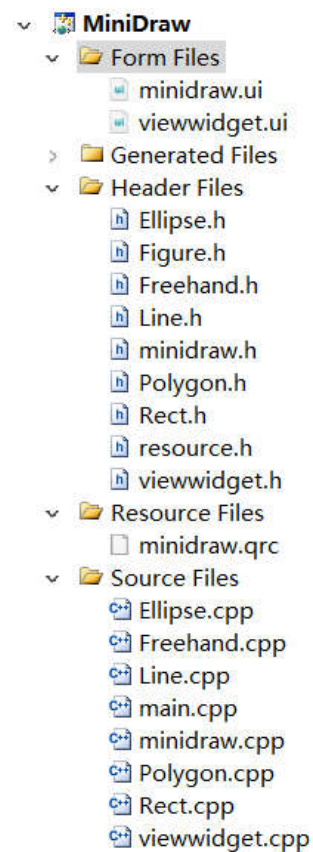 MiniDraw
Form Files
minidraw.ui
viewwidget.ui
Generated Files
Header Files
Ellipse.h
Figure.h
Freehand.h
Line.h
minidraw.h
Polygon.h
Rect.h
resource.h
viewwidget.h
Resource Files
minidraw.qrc
Source Files
Ellipse.cpp
Freehand.cpp
Line.cpp
main.cpp
minidraw.cpp
Polygon.cpp
Rect.cpp
viewwidget.cpp